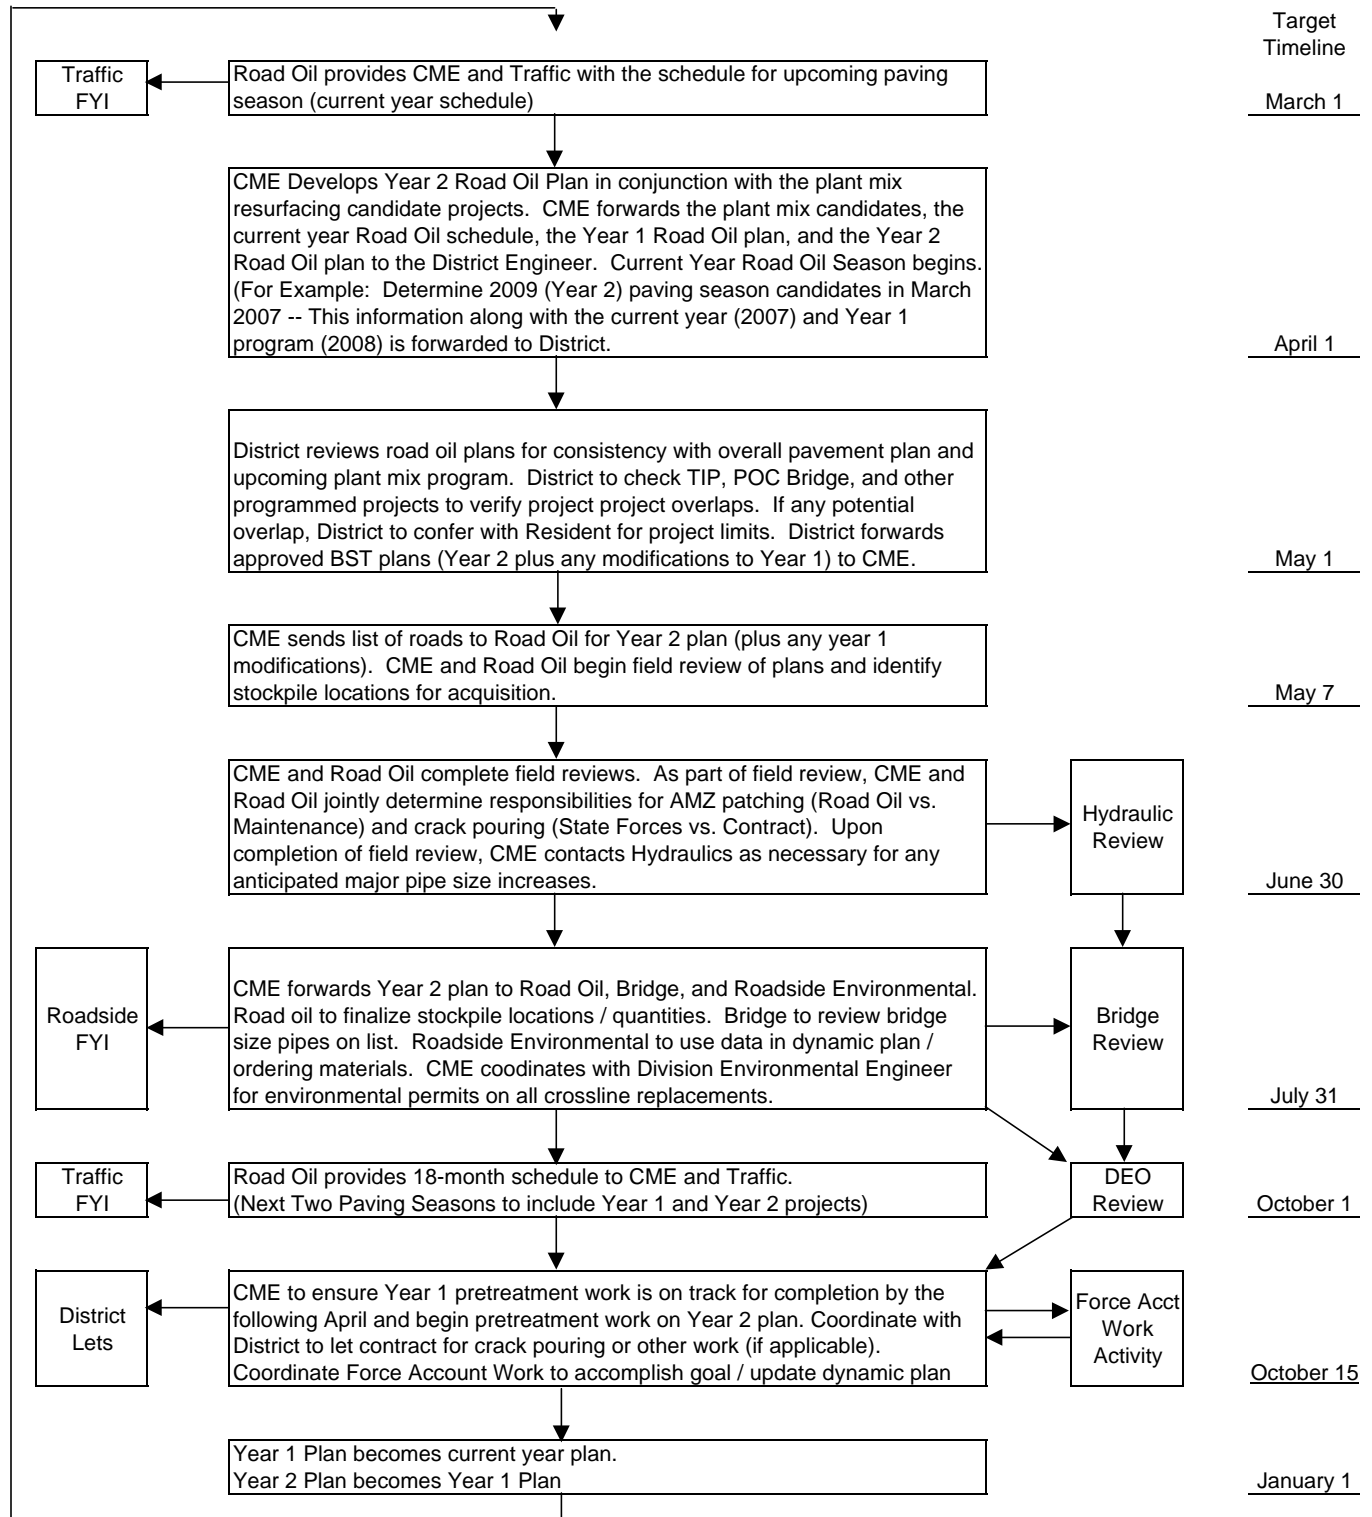 Target
Timeline
Traffic
FYI
Road Oil provides CME and Traffic with the schedule for upcoming paving
season (current year schedule)
March 1
CME Develops Year 2 Road Oil Plan in conjunction with the plant mix
resurfacing candidate projects.  CME forwards the plant mix candidates, the
current year Road Oil schedule, the Year 1 Road Oil plan, and the Year 2
Road Oil plan to the District Engineer.  Current Year Road Oil Season begins.
(For Example:  Determine 2009 (Year 2) paving season candidates in March
2007 -- This information along with the current year (2007) and Year 1
program (2008) is forwarded to District.
April 1
District reviews road oil plans for consistency with overall pavement plan and
upcoming plant mix program.  District to check TIP, POC Bridge, and other
programmed projects to verify project project overlaps.  If any potential
overlap, District to confer with Resident for project limits.  District forwards
approved BST plans (Year 2 plus any modifications to Year 1) to CME.
May 1
CME sends list of roads to Road Oil for Year 2 plan (plus any year 1
modifications).  CME and Road Oil begin field review of plans and identify
stockpile locations for acquisition.
May 7
CME and Road Oil complete field reviews.  As part of field review, CME and
Road Oil jointly determine responsibilities for AMZ patching (Road Oil vs.
Maintenance) and crack pouring (State Forces vs. Contract).  Upon
completion of field review, CME contacts Hydraulics as necessary for any
anticipated major pipe size increases.
Hydraulic
Review
June 30
Roadside
FYI
CME forwards Year 2 plan to Road Oil, Bridge, and Roadside Environmental.
Road oil to finalize stockpile locations / quantities.  Bridge to review bridge
size pipes on list.  Roadside Environmental to use data in dynamic plan /
ordering materials.  CME coodinates with Division Environmental Engineer
for environmental permits on all crossline replacements.
Bridge
Review
July 31
Traffic
FYI
Road Oil provides 18-month schedule to CME and Traffic.
(Next Two Paving Seasons to include Year 1 and Year 2 projects)
DEO
Review
October 1
District
Lets
CME to ensure Year 1 pretreatment work is on track for completion by the
following April and begin pretreatment work on Year 2 plan. Coordinate with
District to let contract for crack pouring or other work (if applicable).
Coordinate Force Account Work to accomplish goal / update dynamic plan
Force Acct
Work
Activity
October 15
Year 1 Plan becomes current year plan.
Year 2 Plan becomes Year 1 Plan
January 1